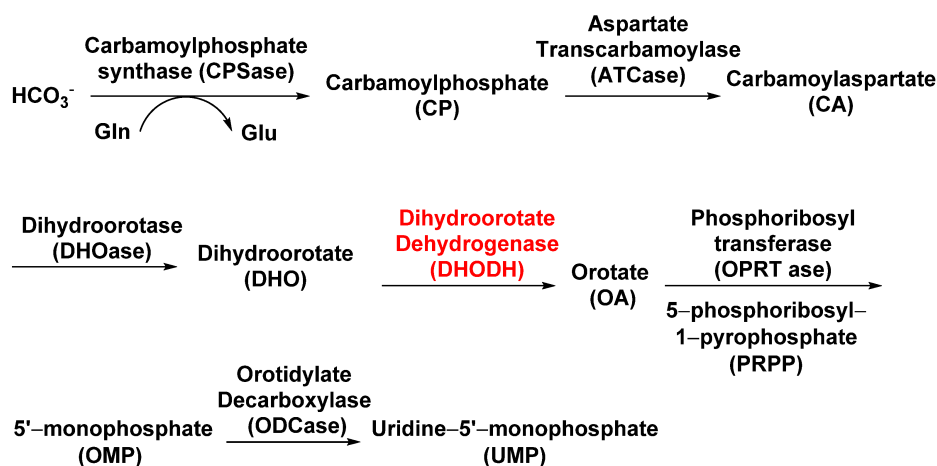 Carbamoylphosphate
synthase (CPSase)
HCO₃⁻
Gln
Glu
Carbamoylphosphate
(CP)
Aspartate
Transcarbamoylase
(ATCase)
Carbamoylaspartate
(CA)
Dihydroorotase
(DHOase)
Dihydroorotate
(DHO)
Dihydroorotate
Dehydrogenase
(DHODH)
Orotate
(OA)
Phosphoribosyl
transferase
(OPRT ase)
5–phosphoribosyl–
1–pyrophosphate
(PRPP)
5'–monophosphate
(OMP)
Orotidylate
Decarboxylase
(ODCase)
Uridine–5'–monophosphate
(UMP)